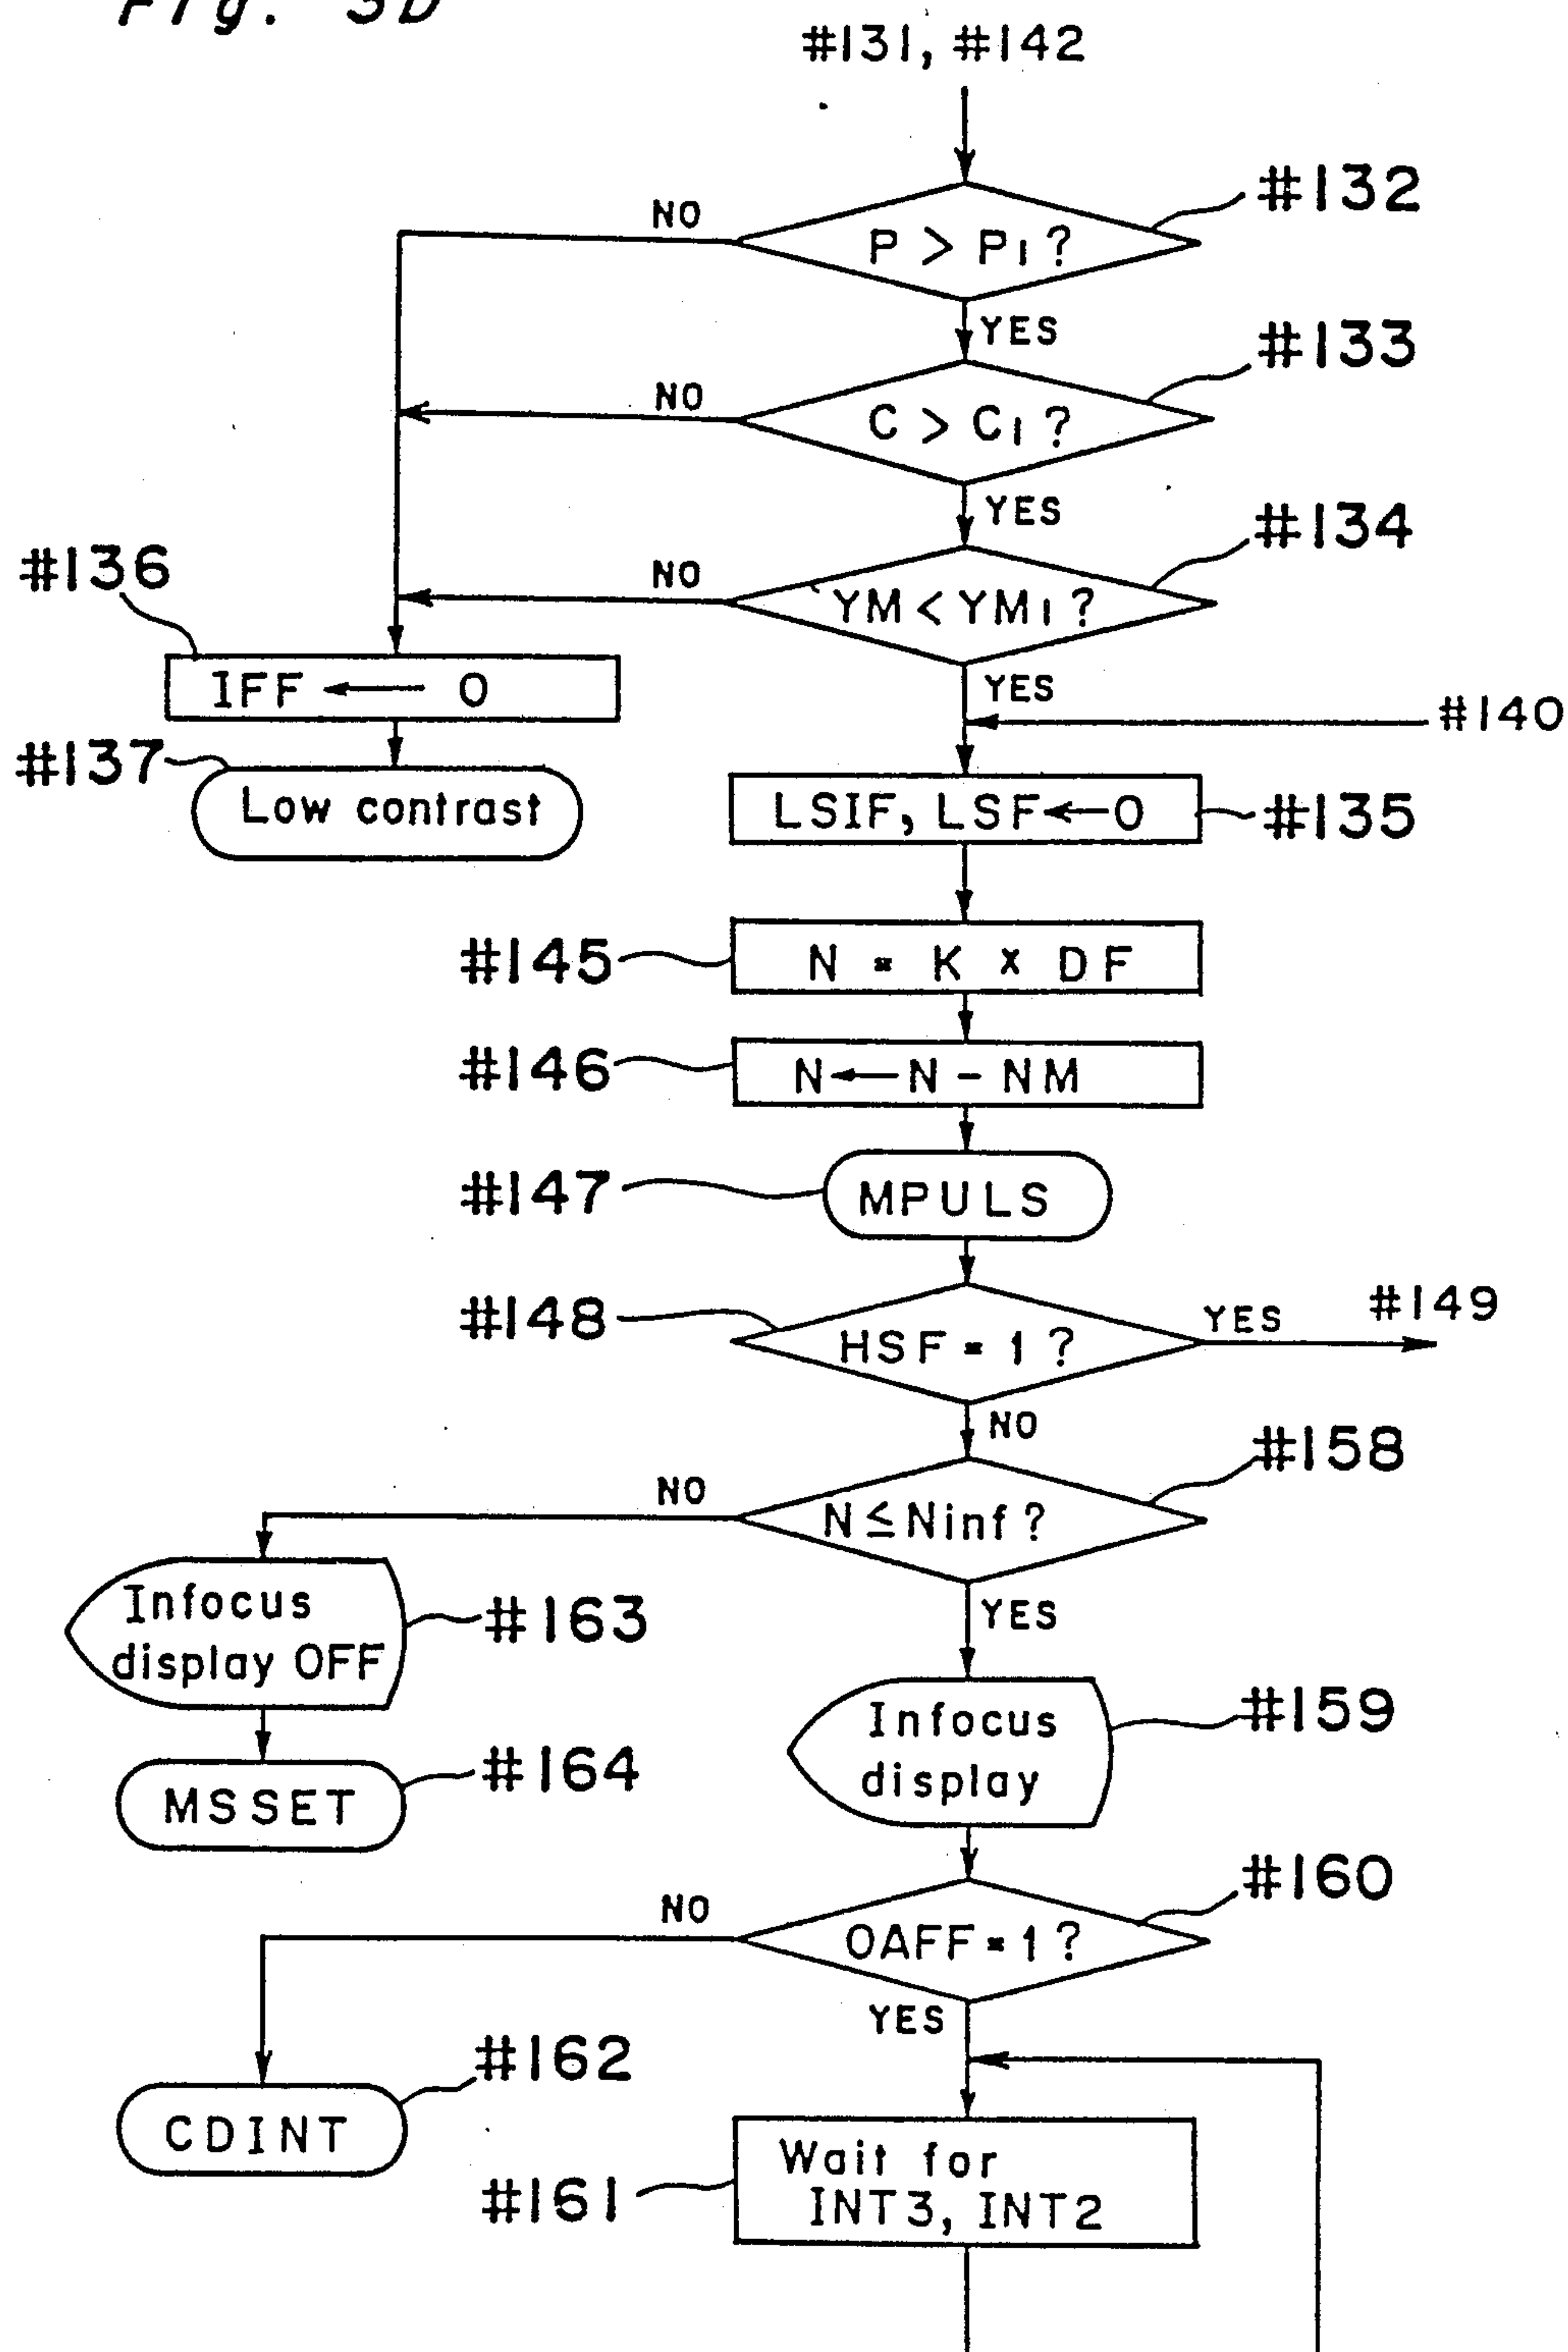 Fig. 3D
#131, #142
#132
NO
P > P1 ?
YES
#133
NO
C > C1 ?
YES
#134
NO
YM < YM1 ?
#136
YES
IFF ← 0
#140
#137
Low contrast
LSIF, LSF ← 0
#135
#145
N = K × DF
#146
N ← N - NM
#147
MPULS
#148
HSF = 1 ?
YES
#149
NO
#158
NO
N ≤ Ninf ?
Infocus
display OFF
#163
YES
#164
MSSET
Infocus
display
#159
#160
NO
OAFF = 1 ?
YES
#162
CDINT
Wait for
INT3, INT2
#161